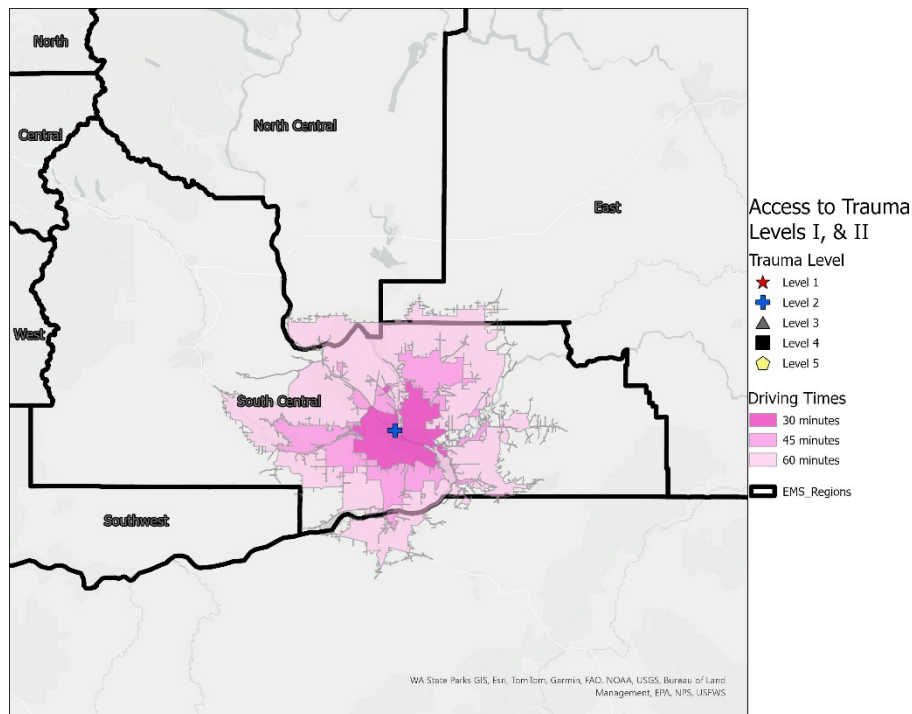 North
Central
North Central
East
West
South Central
Southwest
WA State Parks GIS, Esri, TomTom, Garmin, FAO, NOAA, USGS, Bureau of Land
Management, EPA, NPS, USFWS
Access to Trauma
Levels I, & II
Trauma Level
Level 1
Level 2
Level 3
Level 4
Level 5
Driving Times
30 minutes
45 minutes
60 minutes
EMS_Regions